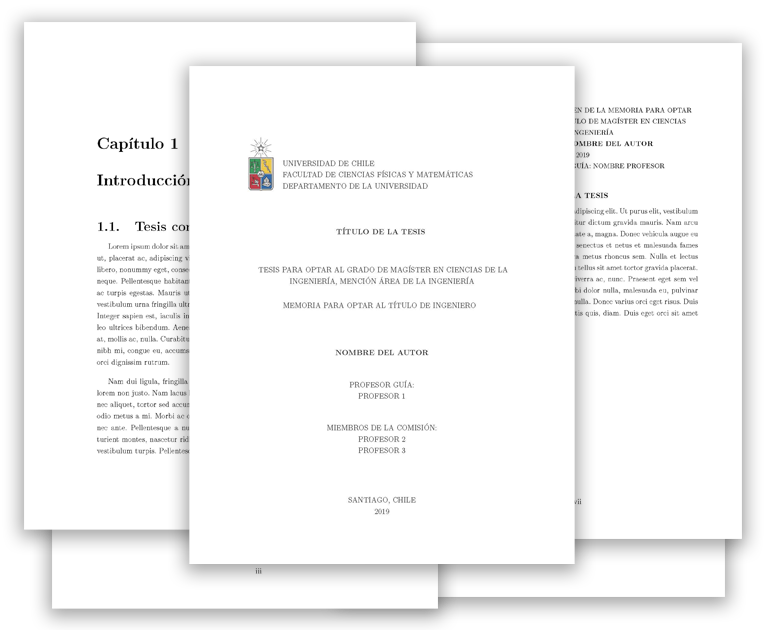 Capítulo 1
Introducción
1.1. Tesis con
Lorem ipsum dolor sit am
ut, placerat ac, adipiscing v
libero, nonummy eget, conse
neque. Pellentesque habitan
ac turpis egestas. Mauris ut
vestibulum urna fringilla ultr
Integer sapien est, iaculis in
leo ultrices bibendum. Aene
at, mollis ac, nulla. Curabitu
nibh mi, congue eu, accums
orci dignissim rutrum.
Nam dui ligula, fringilla
lorem non justo. Nam lacus
nec aliquet, tortor sed accum
odio metus a mi. Morbi ac o
nec ante. Pellentesque a nu
turient montes, nascetur rid
vestibulum turpis. Pellentesq
UNIVERSIDAD DE CHILE
FACULTAD DE CIENCIAS FÍSICAS Y MATEMÁTICAS
DEPARTAMENTO DE LA UNIVERSIDAD
TÍTULO DE LA TESIS
TESIS PARA OPTAR AL GRADO DE MAGÍSTER EN CIENCIAS DE LA
INGENIERÍA, MENCIÓN ÁREA DE LA INGENIERÍA
MEMORIA PARA OPTAR AL TÍTULO DE INGENIERO
NOMBRE DEL AUTOR
PROFESOR GUÍA:
PROFESOR 1
MIEMBROS DE LA COMISIÓN:
PROFESOR 2
PROFESOR 3
SANTIAGO, CHILE
2019
EN DE LA MEMORIA PARA OPTAR
LO DE MAGÍSTER EN CIENCIAS
NGENIERÍA
OMBRE DEL AUTOR
2019
GUÍA: NOMBRE PROFESOR
A TESIS
dipiscing elit. Ut purus elit, vestibulum
itur dictum gravida mauris. Nam arcu
ate a, magna. Donec vehicula augue eu
senectus et netus et malesuada fames
a metus rhoncus sem. Nulla et lectus
tellus sit amet tortor gravida placerat.
iverra ac, nunc. Praesent eget sem vel
bi dolor nulla, malesuada eu, pulvinar
nulla. Donec varius orci eget risus. Duis
tis quis, diam. Duis eget orci sit amet
vii
iii